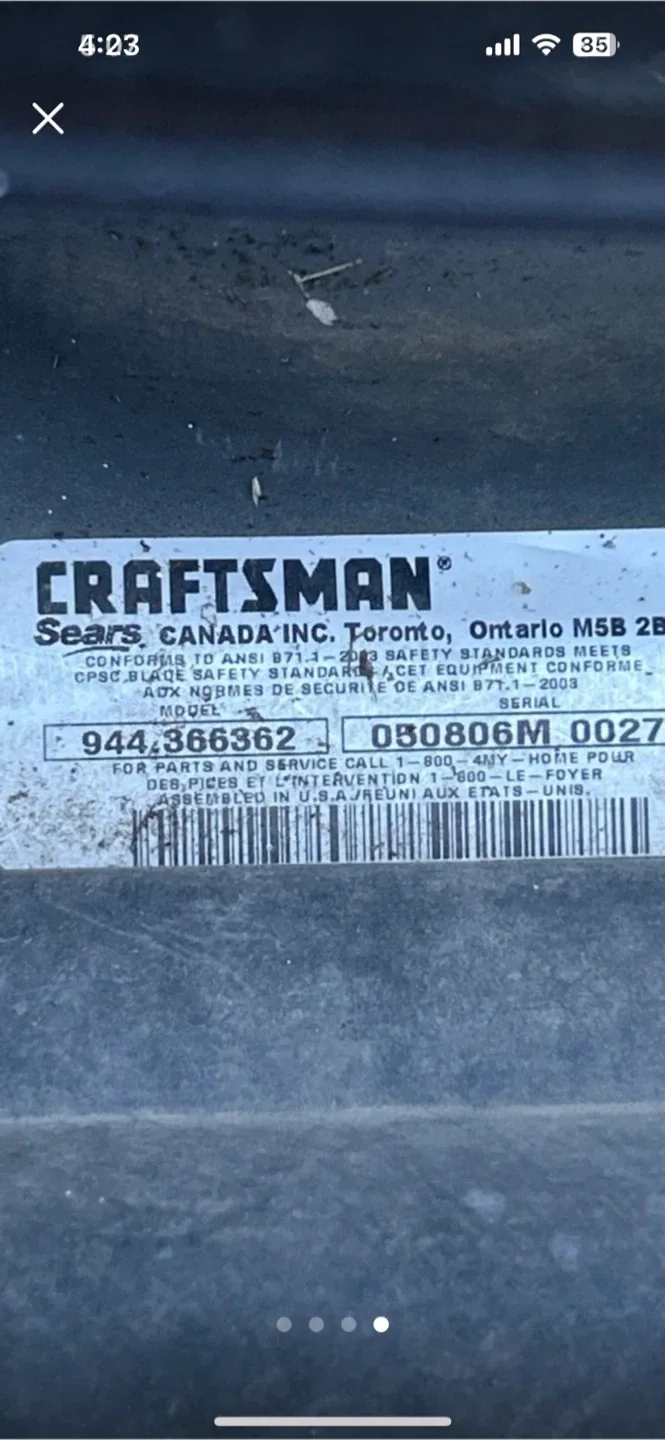 4:03
35
CRAFTSMAN®
Sears CANADA INC. Toronto, Ontario M5B 2B
CONFORMS TO ANSI B71.1-2003 SAFETY STANDARDS MEETS
CPSC BLADE SAFETY STANDARDS / CET EQUIPMENT CONFORME
AUX NORMES DE SECURITE DE ANSI B71.1-2003
MODEL SERIAL
944.366362 050806M 0027
FOR PARTS AND SERVICE CALL 1-800-4MY-HOME POUR
DES PICES ET L'INTERVENTION 1-800-LE-FOYER
ASSEMBLED IN U.S.A./REUNI AUX ETATS-UNIS.